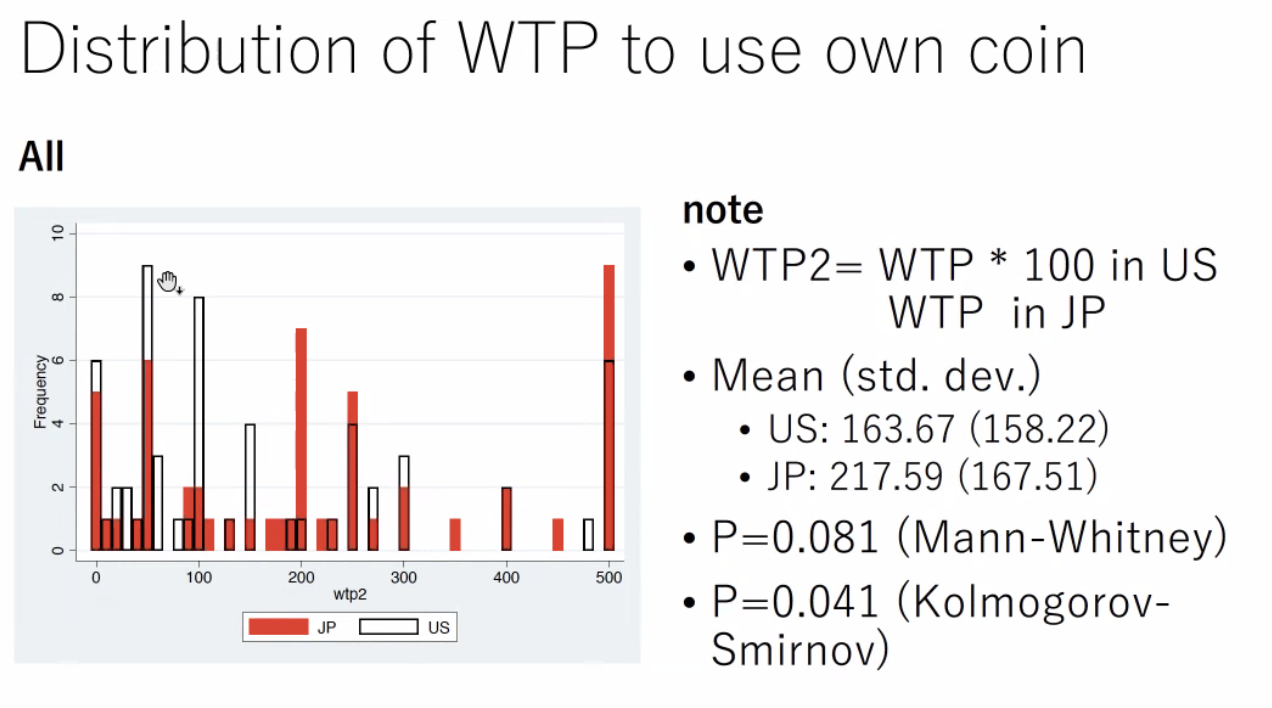 Distribution of WTP to use own coin
All
note
• WTP2= WTP * 100 in US
WTP in JP
• Mean (std. dev.)
• US: 163.67 (158.22)
• JP: 217.59 (167.51)
• P=0.081 (Mann-Whitney)
• P=0.041 (Kolmogorov-
Smirnov)
Frequency
10
8
6
4
2
0
0 100 200 300 400 500
wtp2
JP US